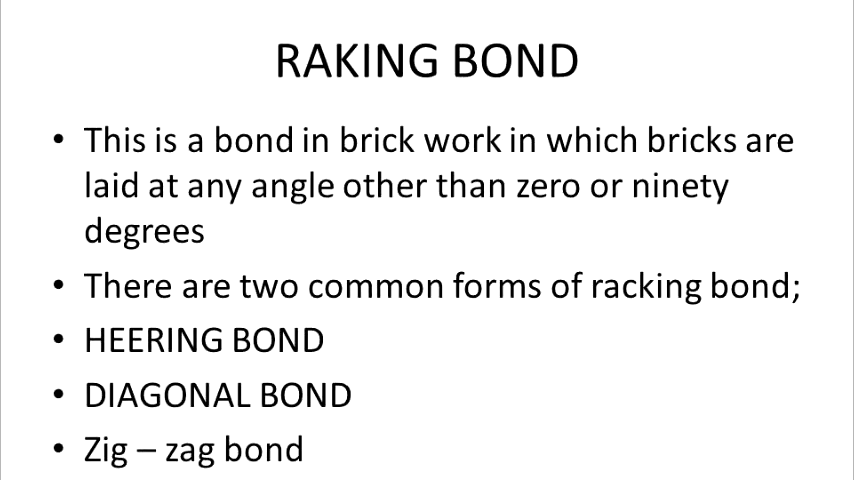 RAKING BOND
• This is a bond in brick work in which bricks are
laid at any angle other than zero or ninety
degrees
• There are two common forms of racking bond;
• HEERING BOND
• DIAGONAL BOND
• Zig – zag bond